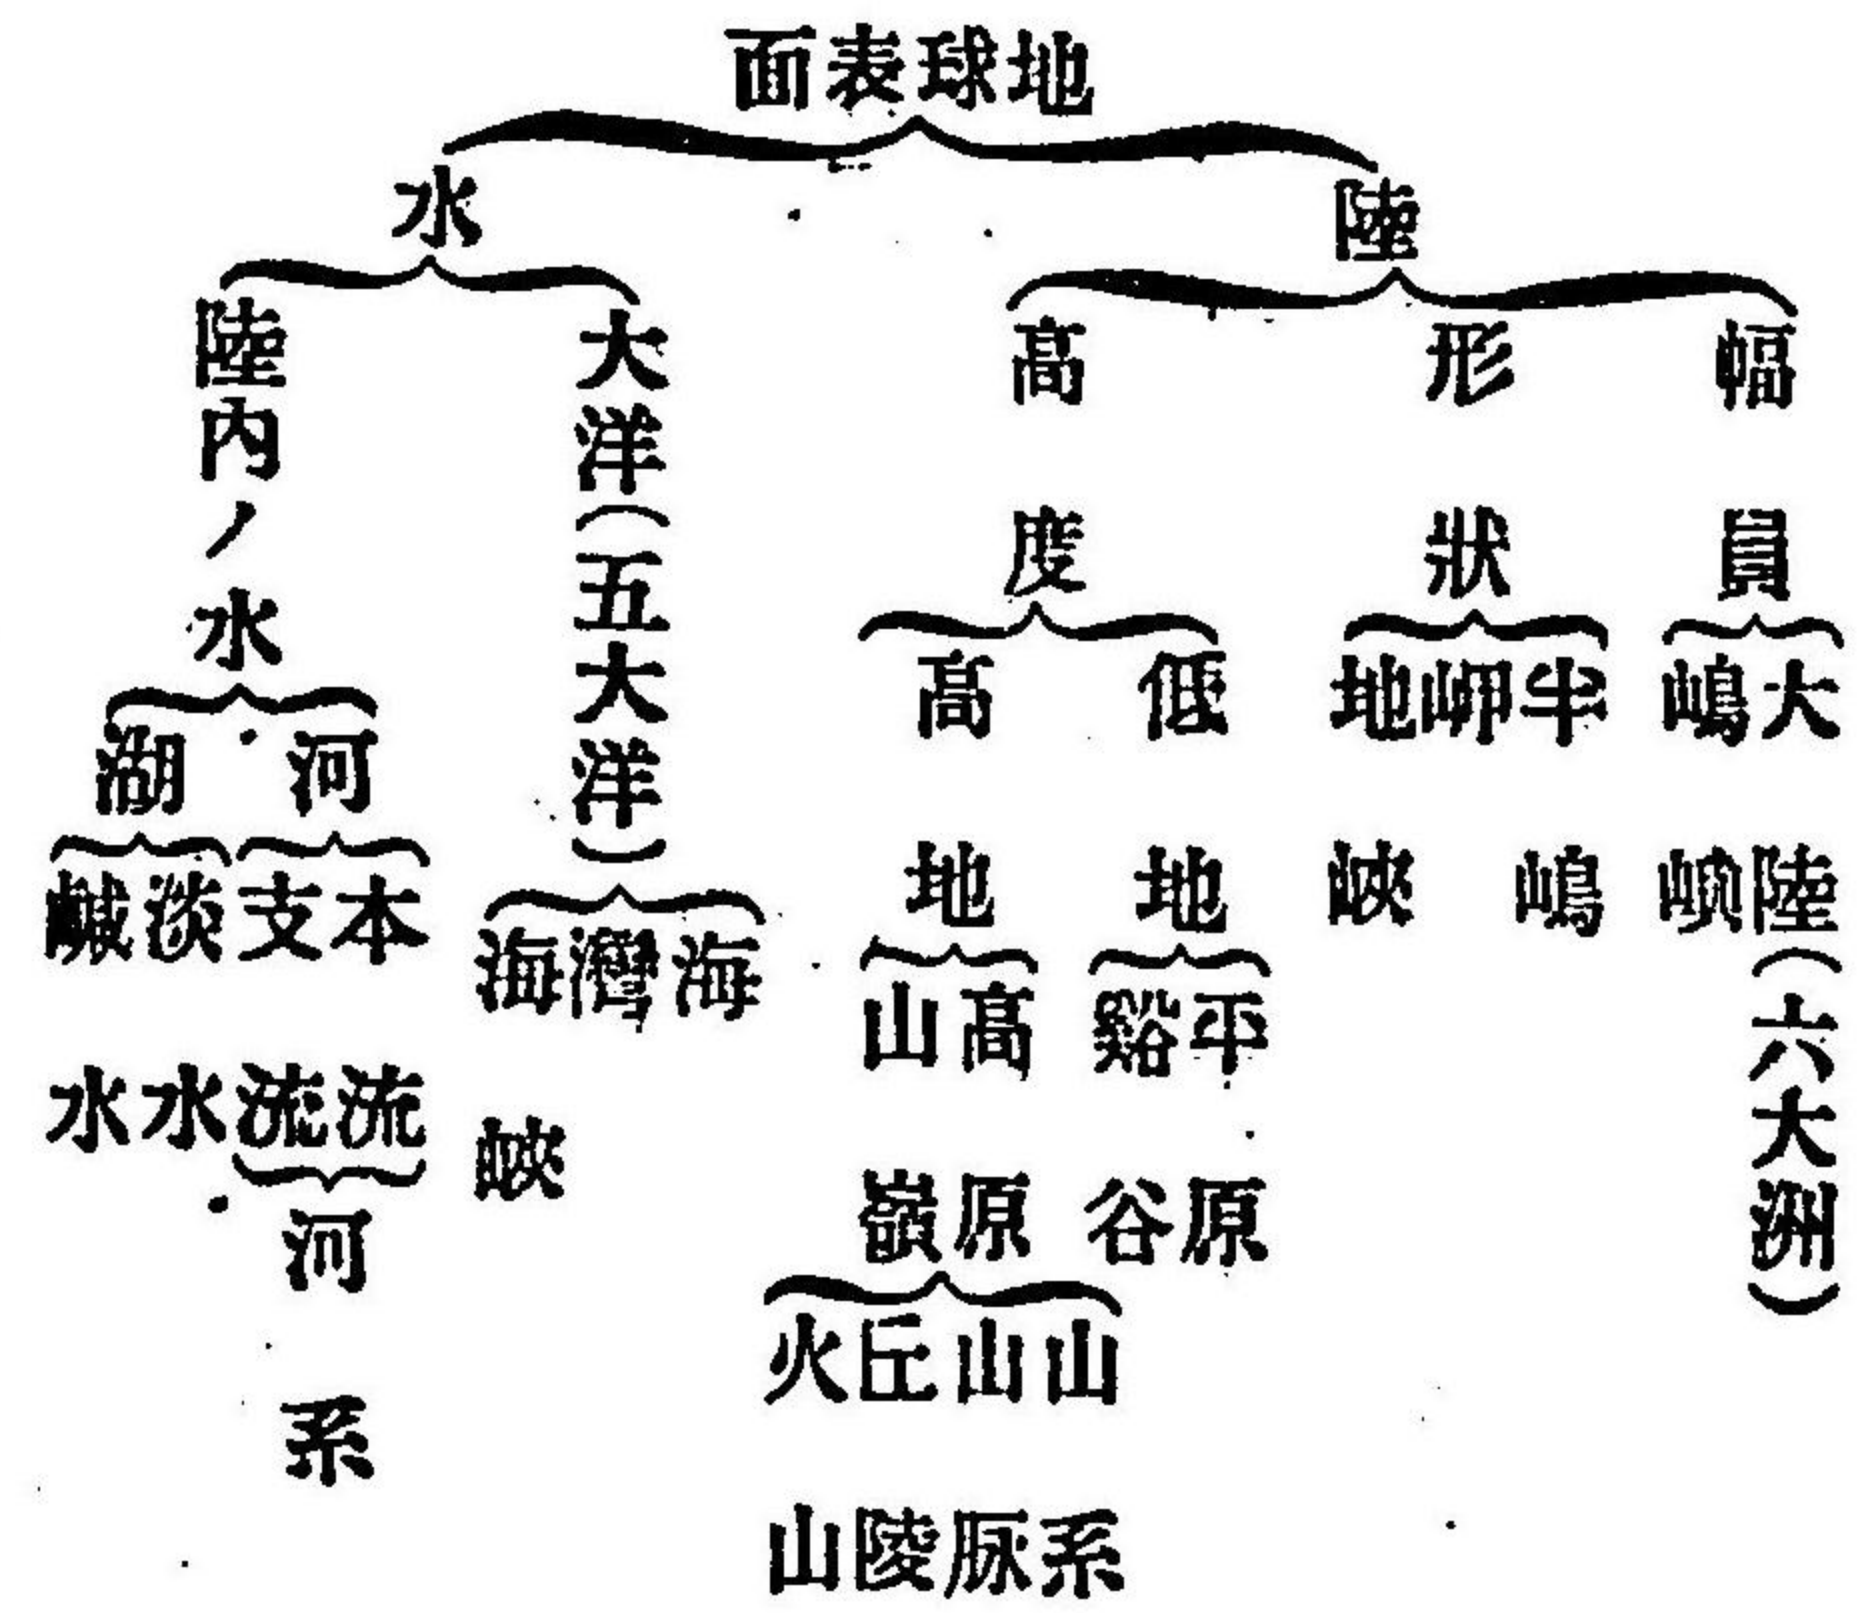 地球表面
陸
幅員
大陸(六大洲)
嶋嶼
形狀
半嶋
岬
地峽
高度
低地
平原
谿谷
高地
高原
山嶺
山系
山脈
丘陵
火山
水
大洋(五大洋)
海
灣
海峽
陸內ノ水
河
本流
支流
河系
湖
淡水
鹹水